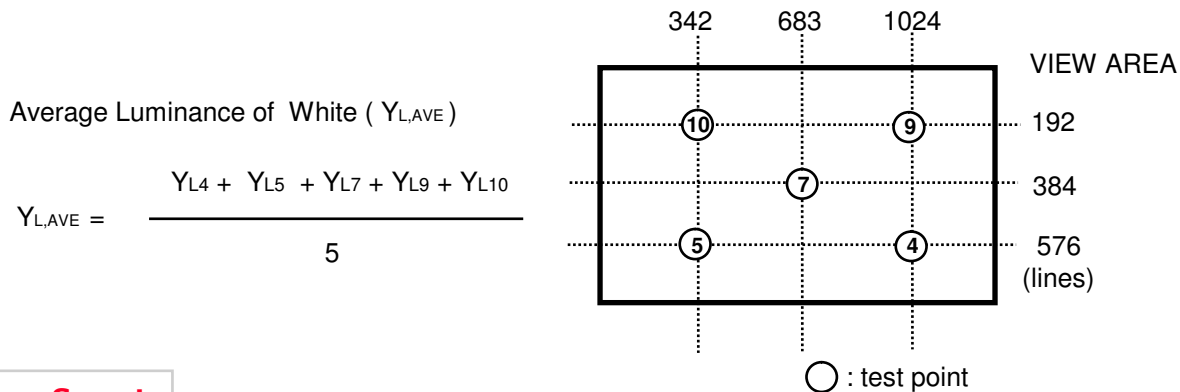 342 683 1024
VIEW AREA
Average Luminance of White ( YL,AVE )
10 9 192
YL4 + YL5 + YL7 + YL9 + YL10
YL,AVE =
5
7 384
5 4 576
(lines)
: test point